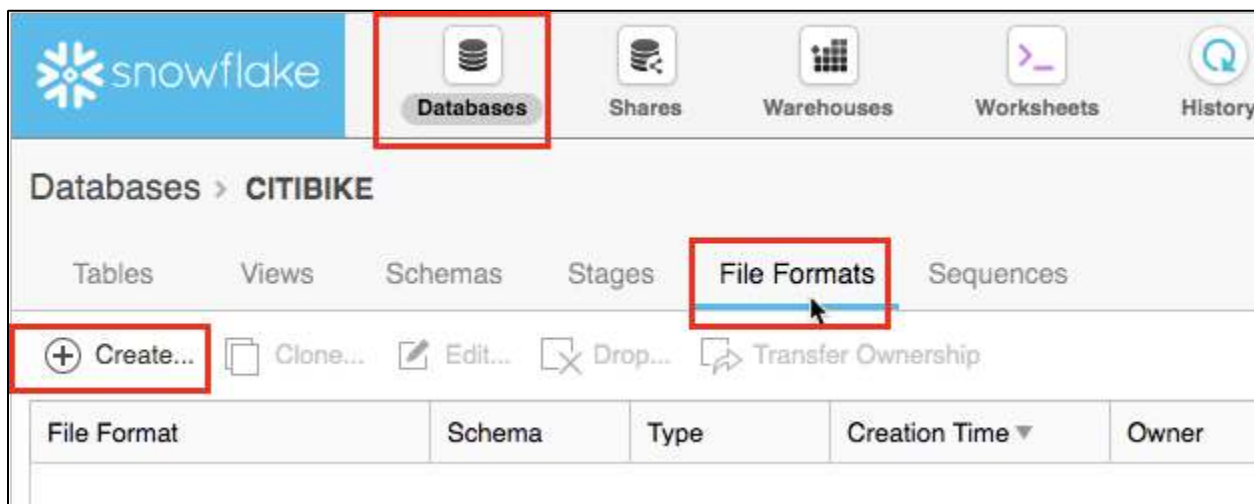 snowflake
Databases Shares Warehouses Worksheets History
Databases > CITIBIKE
Tables Views Schemas Stages File Formats Sequences
Create... Clone... Edit... Drop... Transfer Ownership
File Format Schema Type Creation Time Owner